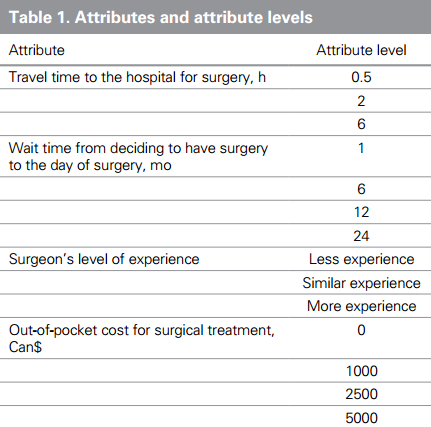 Table 1. Attributes and attribute levels
Attribute Attribute level
Travel time to the hospital for surgery, h 0.5
2
6
Wait time from deciding to have surgery 1
to the day of surgery, mo
6
12
24
Surgeon's level of experience Less experience
Similar experience
More experience
Out-of-pocket cost for surgical treatment, 0
Can$
1000
2500
5000